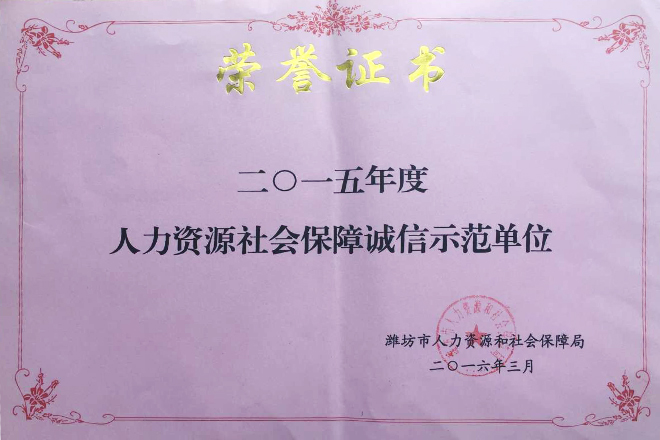 荣誉证书
二〇一五年度
人力资源社会保障诚信示范单位
潍坊市人力资源和社会保障局
二〇一六年三月